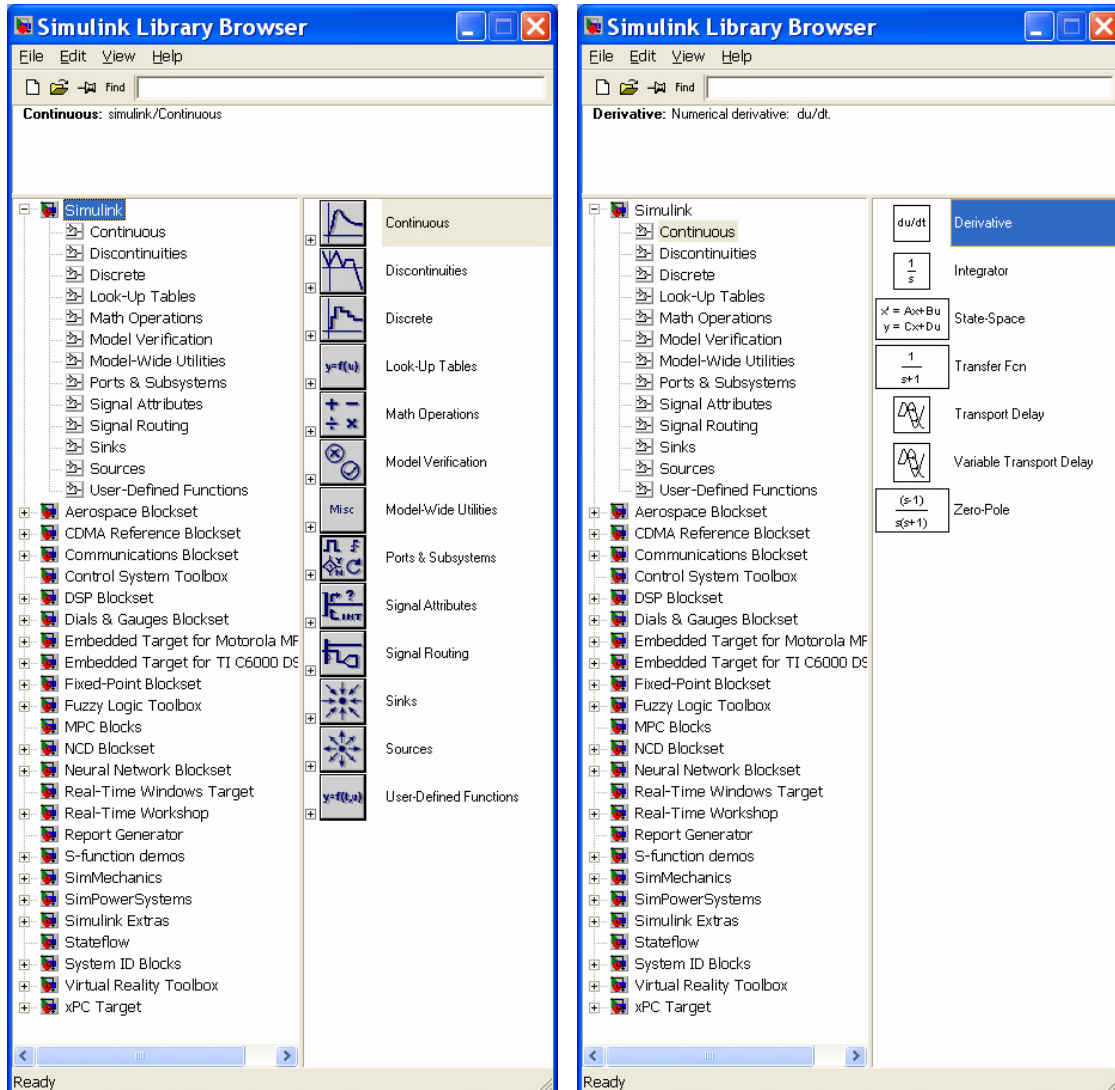 Simulink Library Browser
File Edit View Help
Find
Continuous: simulink/Continuous
Simulink
Continuous
Discontinuities
Discrete
Look-Up Tables
Math Operations
Model Verification
Model-Wide Utilities
Ports & Subsystems
Signal Attributes
Signal Routing
Sinks
Sources
User-Defined Functions
Aerospace Blockset
CDMA Reference Blockset
Communications Blockset
Control System Toolbox
DSP Blockset
Dials & Gauges Blockset
Embedded Target for Motorola MF
Embedded Target for TI C6000 DS
Fixed-Point Blockset
Fuzzy Logic Toolbox
MPC Blocks
NCD Blockset
Neural Network Blockset
Real-Time Windows Target
Real-Time Workshop
Report Generator
S-function demos
SimMechanics
SimPowerSystems
Simulink Extras
Stateflow
System ID Blocks
Virtual Reality Toolbox
xPC Target
Continuous
Discontinuities
Discrete
y=f(u) Look-Up Tables
+ − ÷ × Math Operations
Model Verification
Misc Model-Wide Utilities
Y N Ports & Subsystems
? INT Signal Attributes
Signal Routing
Sinks
Sources
y=f(t,u) User-Defined Functions
Ready
Simulink Library Browser
File Edit View Help
Find
Derivative: Numerical derivative: du/dt.
Simulink
Continuous
Discontinuities
Discrete
Look-Up Tables
Math Operations
Model Verification
Model-Wide Utilities
Ports & Subsystems
Signal Attributes
Signal Routing
Sinks
Sources
User-Defined Functions
Aerospace Blockset
CDMA Reference Blockset
Communications Blockset
Control System Toolbox
DSP Blockset
Dials & Gauges Blockset
Embedded Target for Motorola MF
Embedded Target for TI C6000 DS
Fixed-Point Blockset
Fuzzy Logic Toolbox
MPC Blocks
NCD Blockset
Neural Network Blockset
Real-Time Windows Target
Real-Time Workshop
Report Generator
S-function demos
SimMechanics
SimPowerSystems
Simulink Extras
Stateflow
System ID Blocks
Virtual Reality Toolbox
xPC Target
du/dt Derivative
1
s
Integrator
x' = Ax+Bu
y = Cx+Du
State-Space
1
s+1
Transfer Fcn
Transport Delay
Variable Transport Delay
(s-1)
s(s+1)
Zero-Pole
Ready